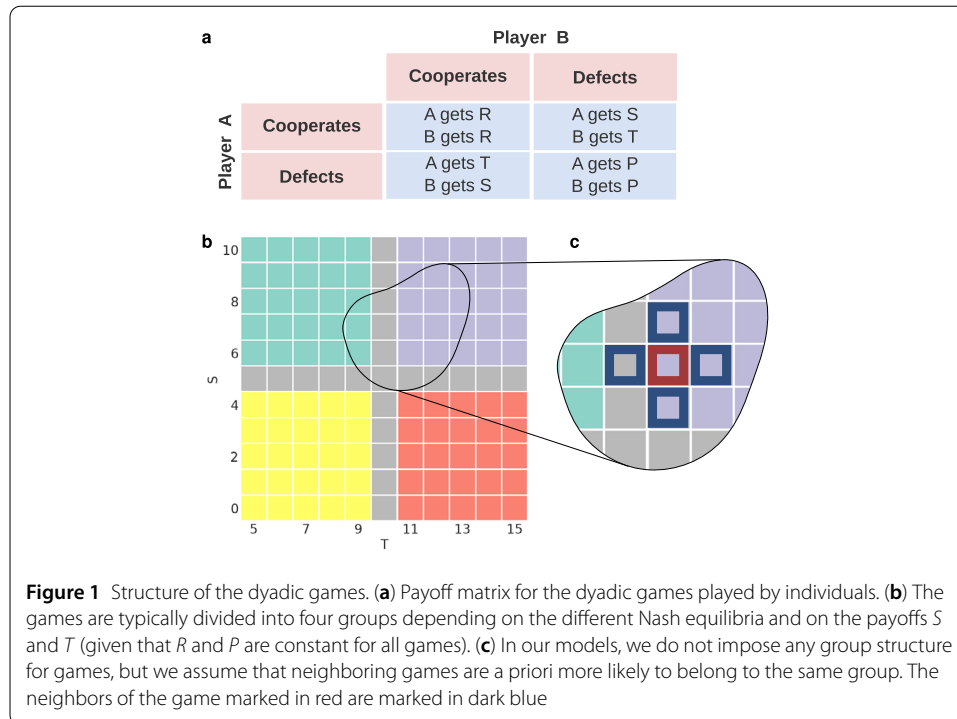 a
Player B
Cooperates Defects
Player A
Cooperates
A gets R
B gets R
A gets S
B gets T
Defects
A gets T
B gets S
A gets P
B gets P
b
c
10
8
6
4
2
0
S
5 7 9 11 13 15
T
Figure 1 Structure of the dyadic games. (a) Payoff matrix for the dyadic games played by individuals. (b) The
games are typically divided into four groups depending on the different Nash equilibria and on the payoffs S
and T (given that R and P are constant for all games). (c) In our models, we do not impose any group structure
for games, but we assume that neighboring games are a priori more likely to belong to the same group. The
neighbors of the game marked in red are marked in dark blue